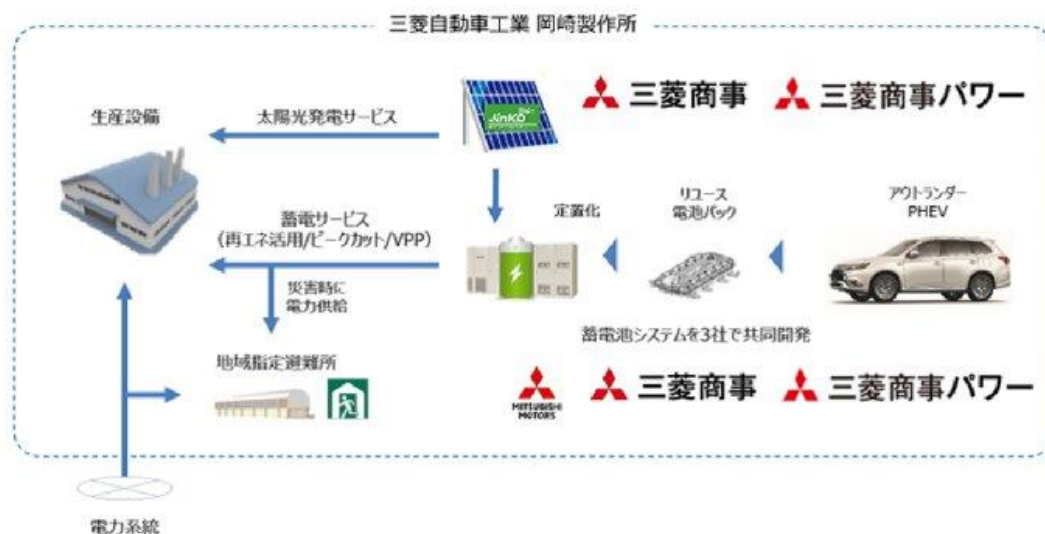 三菱自動車工業 岡崎製作所
三菱商事
三菱商事パワー
生産設備
太陽光発電サービス
JinKO
定置化
リユース
電池パック
アウトランダー
PHEV
蓄電サービス
（再エネ活用/ピークカット/VPP）
災害時に
電力供給
蓄電池システムを3社で共同開発
地域指定避難所
MITSUBISHI
MOTORS
三菱商事
三菱商事パワー
電力系統